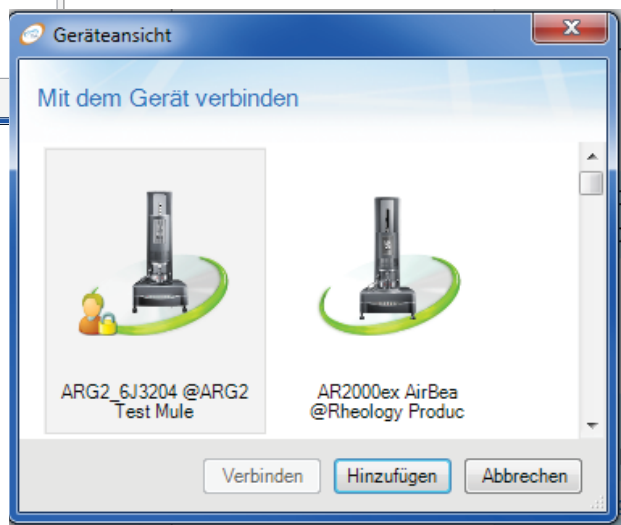 Geräteansicht
Mit dem Gerät verbinden
ARG2_6J3204 @ARG2
Test Mule
AR2000ex AirBea
@Rheology Produc
Verbinden
Hinzufügen
Abbrechen